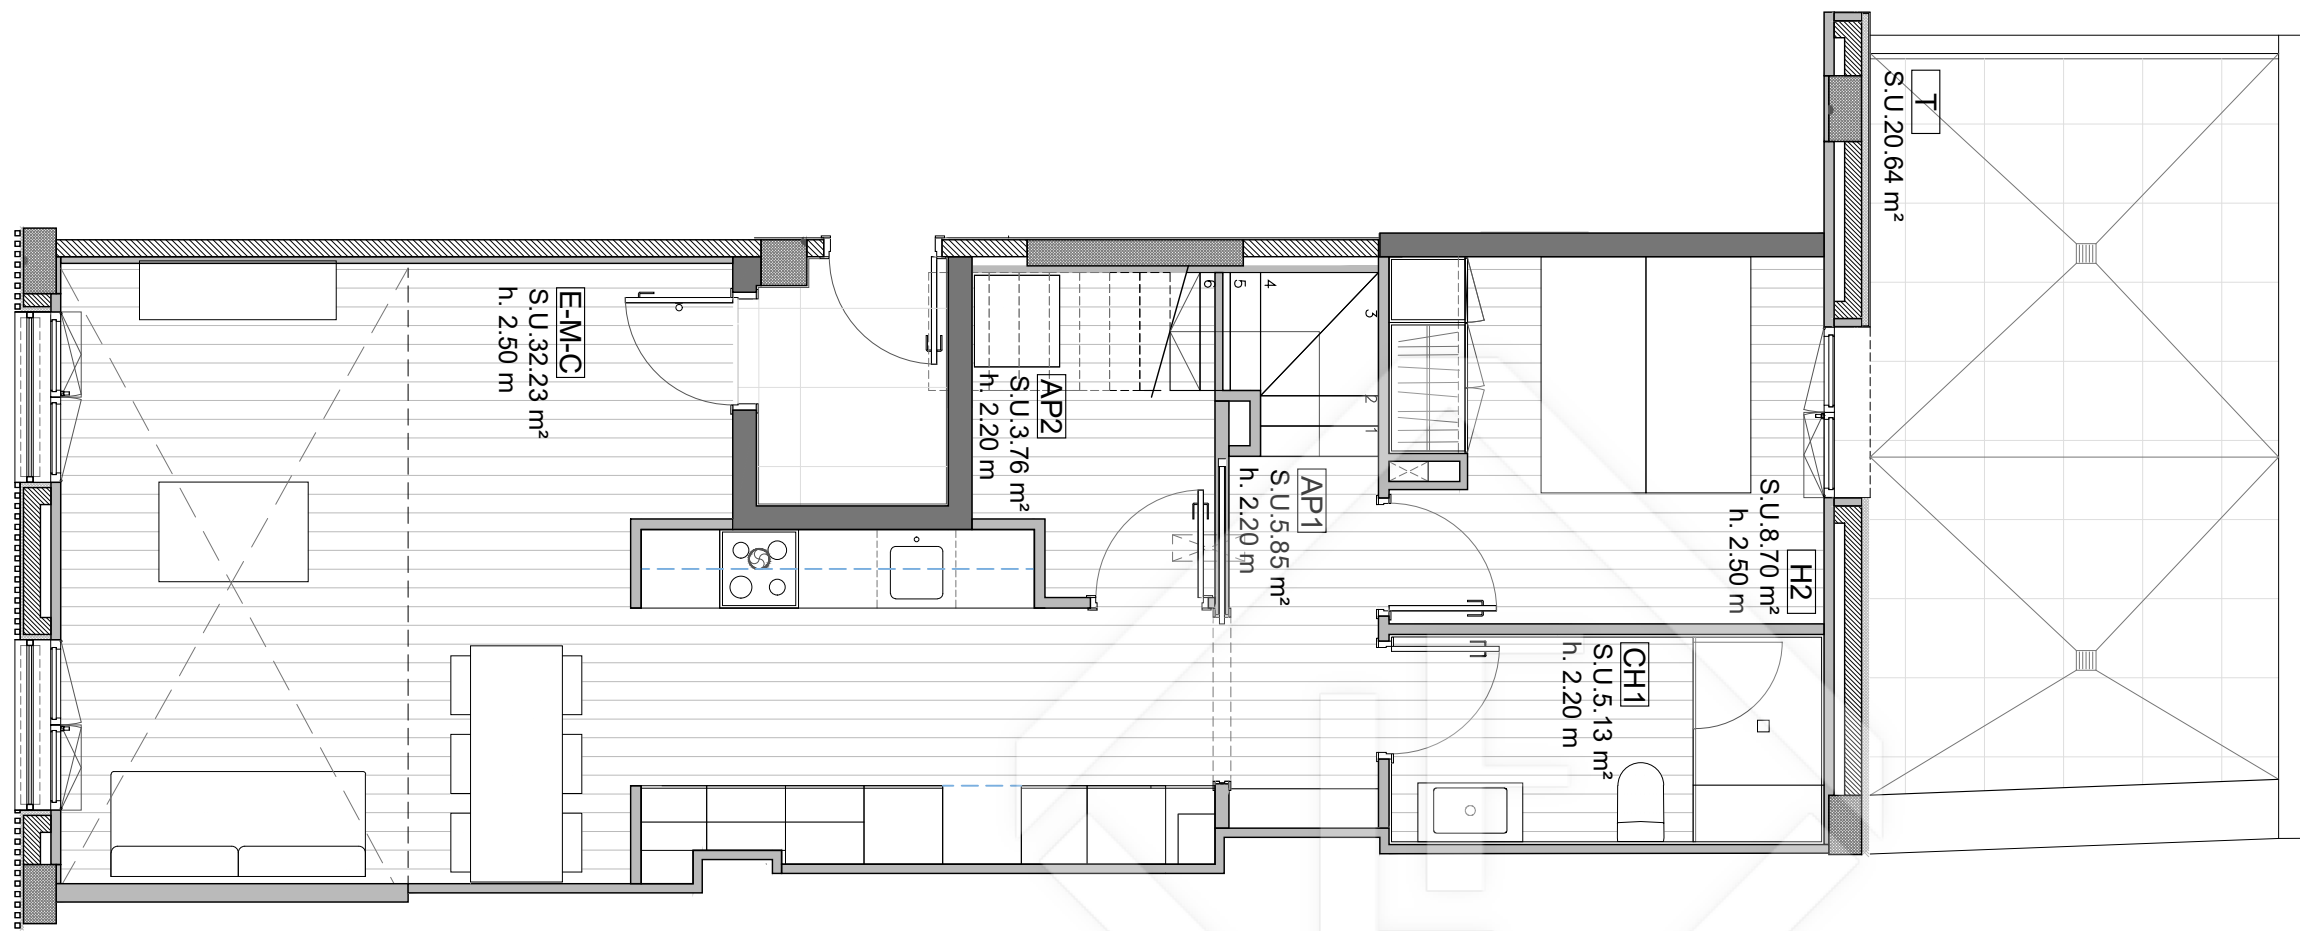 E-M-C
S.U.32.23 m²
h. 2.50 m
AP2
S.U.3.76 m²
h. 2.20 m
AP1
S.U.5.85 m²
h. 2.20 m
6
5
4
3
2
1
H2
S.U.8.70 m²
h. 2.50 m
CH1
S.U.5.13 m²
h. 2.20 m
T
S.U.20.64 m²